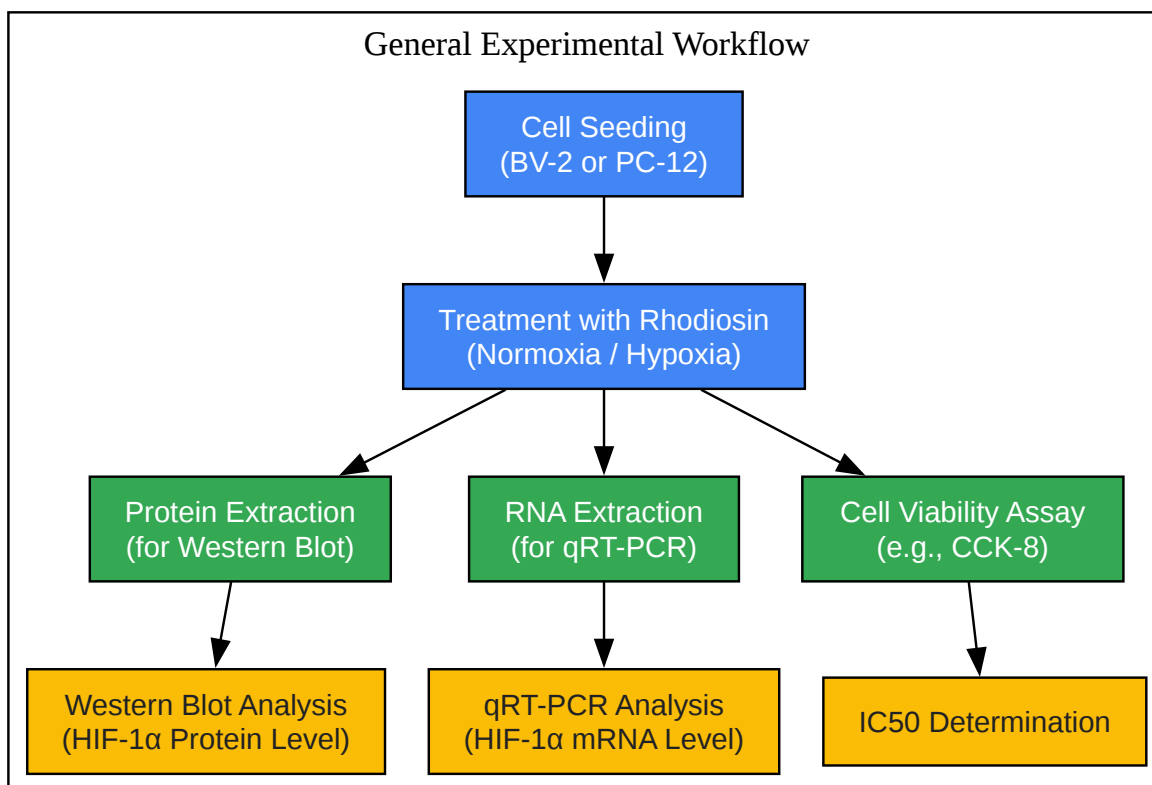 General Experimental Workflow
Cell Seeding
(BV-2 or PC-12)
Treatment with Rhodiosin
(Normoxia / Hypoxia)
Protein Extraction
(for Western Blot)
RNA Extraction
(for qRT-PCR)
Cell Viability Assay
(e.g., CCK-8)
Western Blot Analysis
(HIF-1α Protein Level)
qRT-PCR Analysis
(HIF-1α mRNA Level)
IC50 Determination